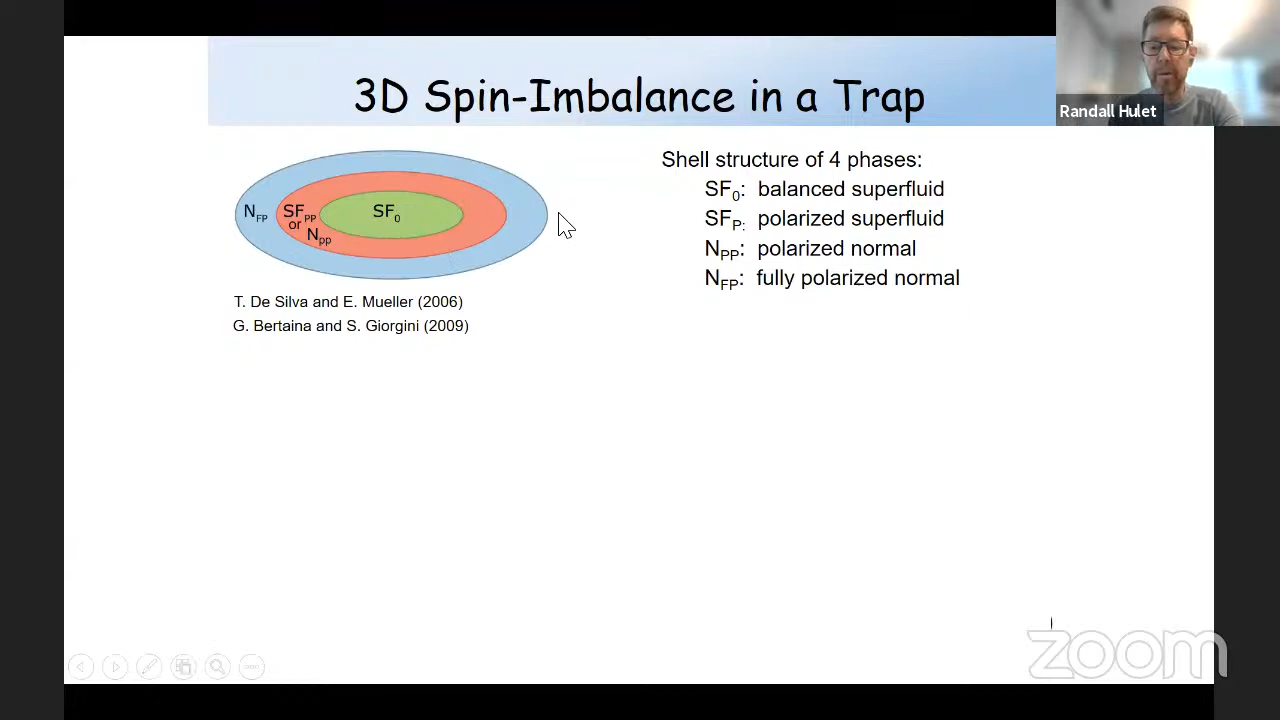 3D Spin-Imbalance in a Trap
Randall Hulet
Shell structure of 4 phases:
SF0: balanced superfluid
SFP: polarized superfluid
NPP: polarized normal
NFP: fully polarized normal
NFP
SFPP
or
Npp
SF0
T. De Silva and E. Mueller (2006)
G. Bertaina and S. Giorgini (2009)
zoom